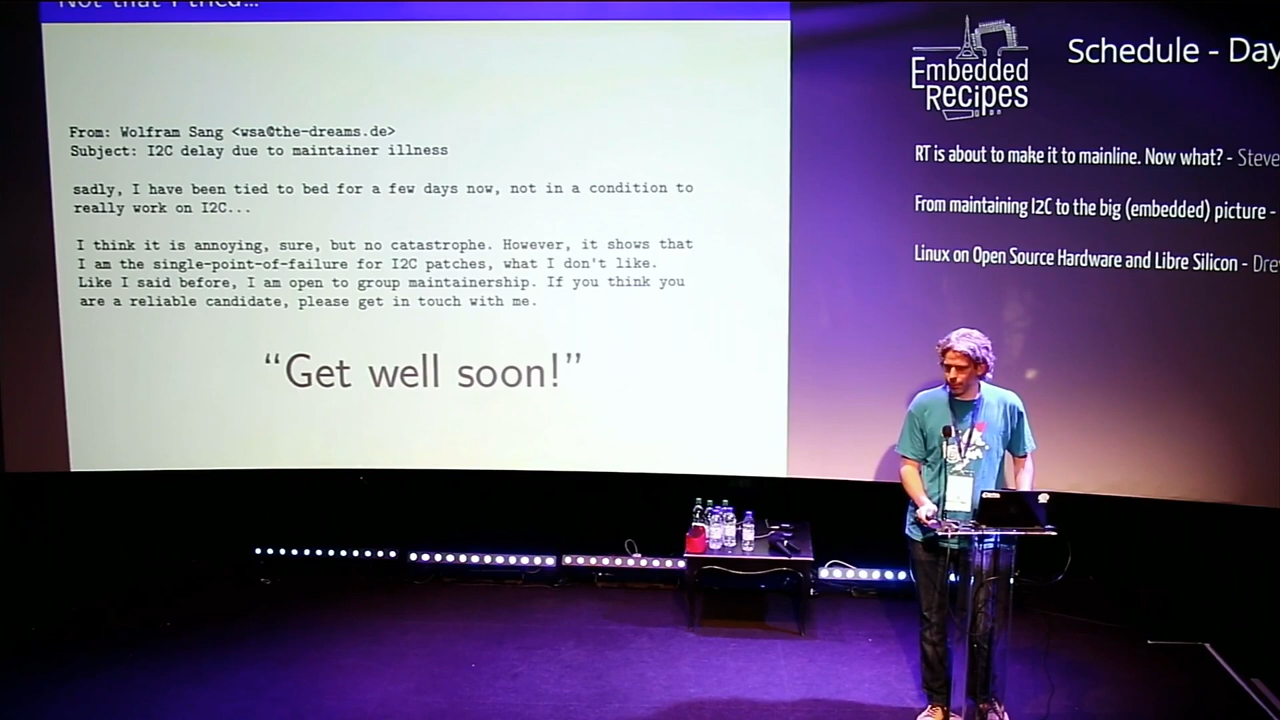 Not that I tried...
From: Wolfram Sang <wsa@the-dreams.de>
Subject: I2C delay due to maintainer illness
sadly, I have been tied to bed for a few days now, not in a condition to
really work on I2C...
I think it is annoying, sure, but no catastrophe. However, it shows that
I am the single-point-of-failure for I2C patches, what I don't like.
Like I said before, I am open to group maintainership. If you think you
are a reliable candidate, please get in touch with me.
“Get well soon!”
Embedded
Recipes
Schedule - Day
RT is about to make it to mainline. Now what? - Steve
From maintaining I2C to the big (embedded) picture -
Linux on Open Source Hardware and Libre Silicon - Dre